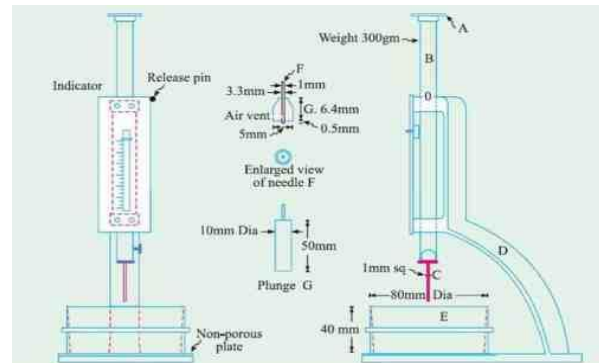 Indicator
Release pin
F
1mm
3.3mm
Air vent
G. 6.4mm
0.5mm
5mm
Enlarged view
of needle F
10mm Dia
50mm
Plunge G
Non-porous
plate
Weight 300gm
A
B
0
D
1mm sq
C
80mm Dia
E
40 mm